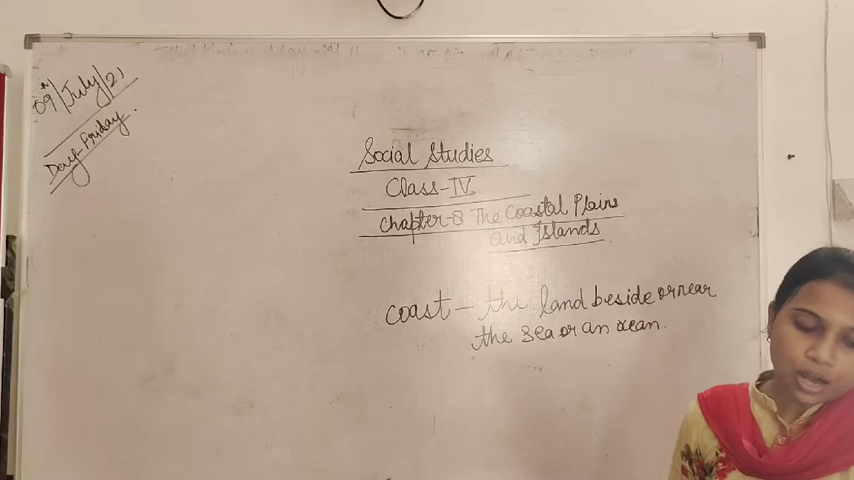 09th/July/21
Day-Friday.
Social Studies
Class-IV
Chapter-8 The Coastal Plains
and Islands.
coast - the land beside or near
the sea or an ocean.